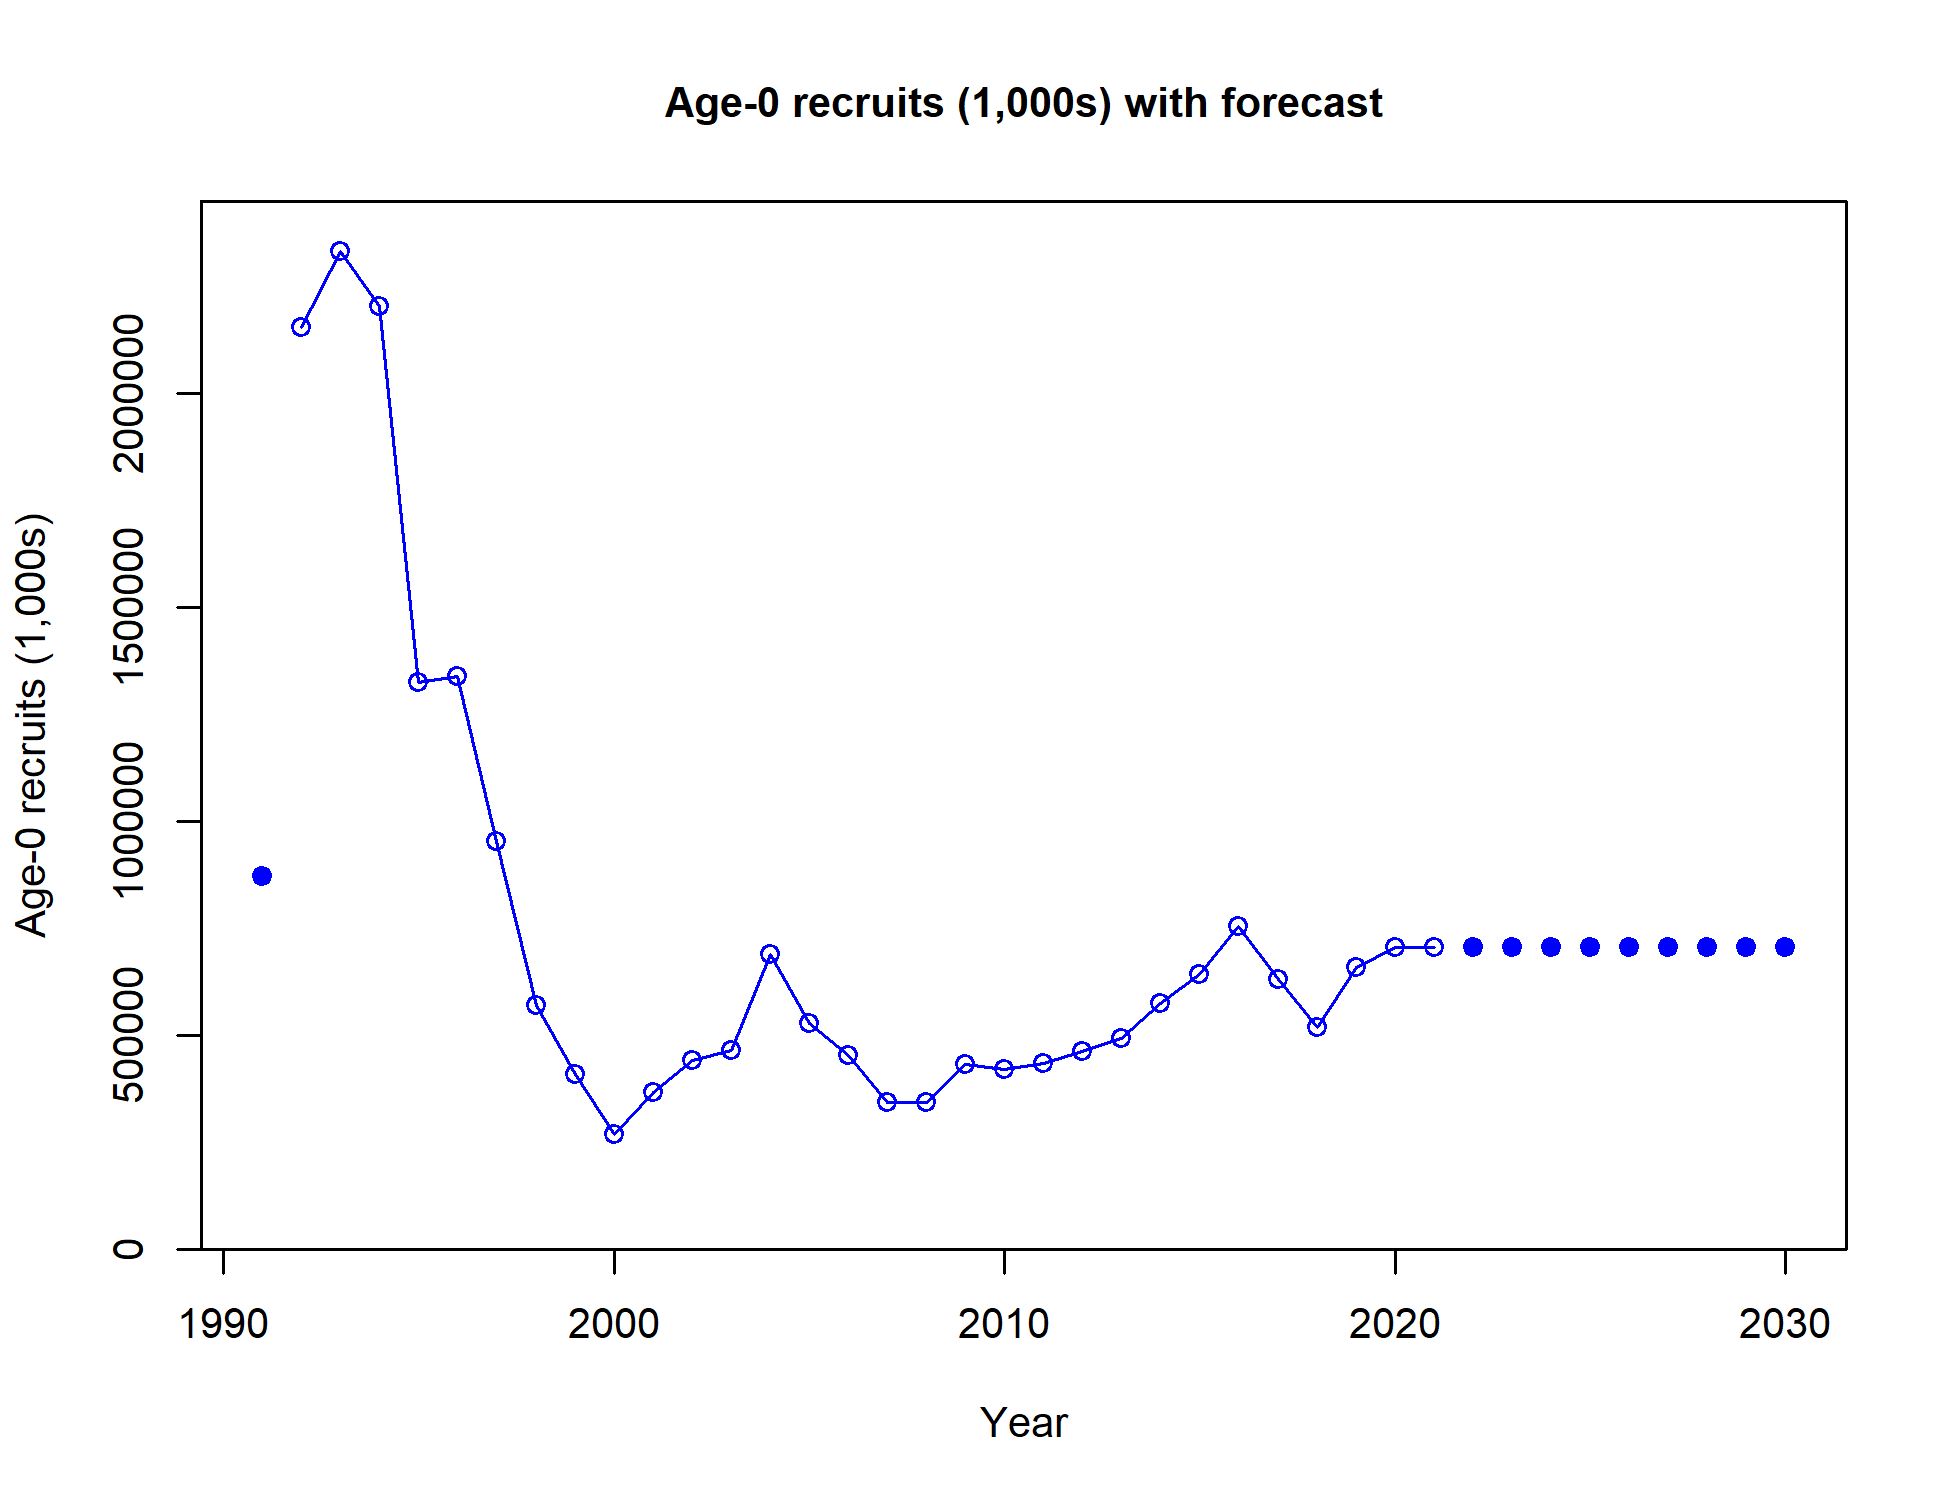 Age-0 recruits (1,000s) with forecast
Age-0 recruits (1,000s)
2000000
1500000
1000000
500000
0
1990 2000 2010 2020 2030
Year